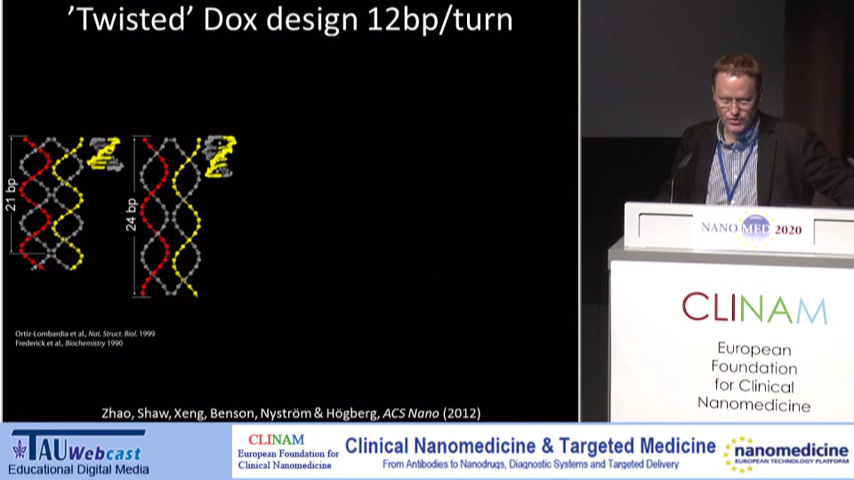 ’Twisted’ Dox design 12bp/turn
21 bp
24 bp
Ortiz-Lombardia et al., Nat. Struct. Biol. 1999
Frederick et al., Biochemistry 1990
Zhao, Shaw, Xeng, Benson, Nyström & Högberg, ACS Nano (2012)
NANO MED 2020
CLINAM
European
Foundation
for Clinical
Nanomedicine
TAU Webcast
Educational Digital Media
CLINAM
European Foundation for
Clinical Nanomedicine
Clinical Nanomedicine & Targeted Medicine
From Antibodies to Nanodrugs, Diagnostic Systems and Targeted Delivery
nanomedicine
EUROPEAN TECHNOLOGY PLATFORM